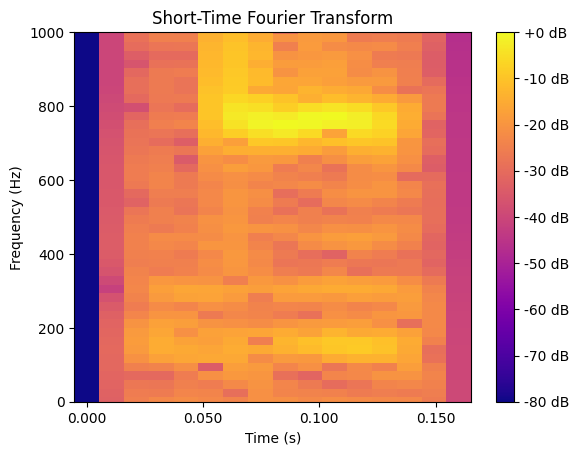 Short-Time Fourier Transform
1000
800
600
400
200
0
Frequency (Hz)
0.000
0.050
0.100
0.150
Time (s)
+0 dB
-10 dB
-20 dB
-30 dB
-40 dB
-50 dB
-60 dB
-70 dB
-80 dB